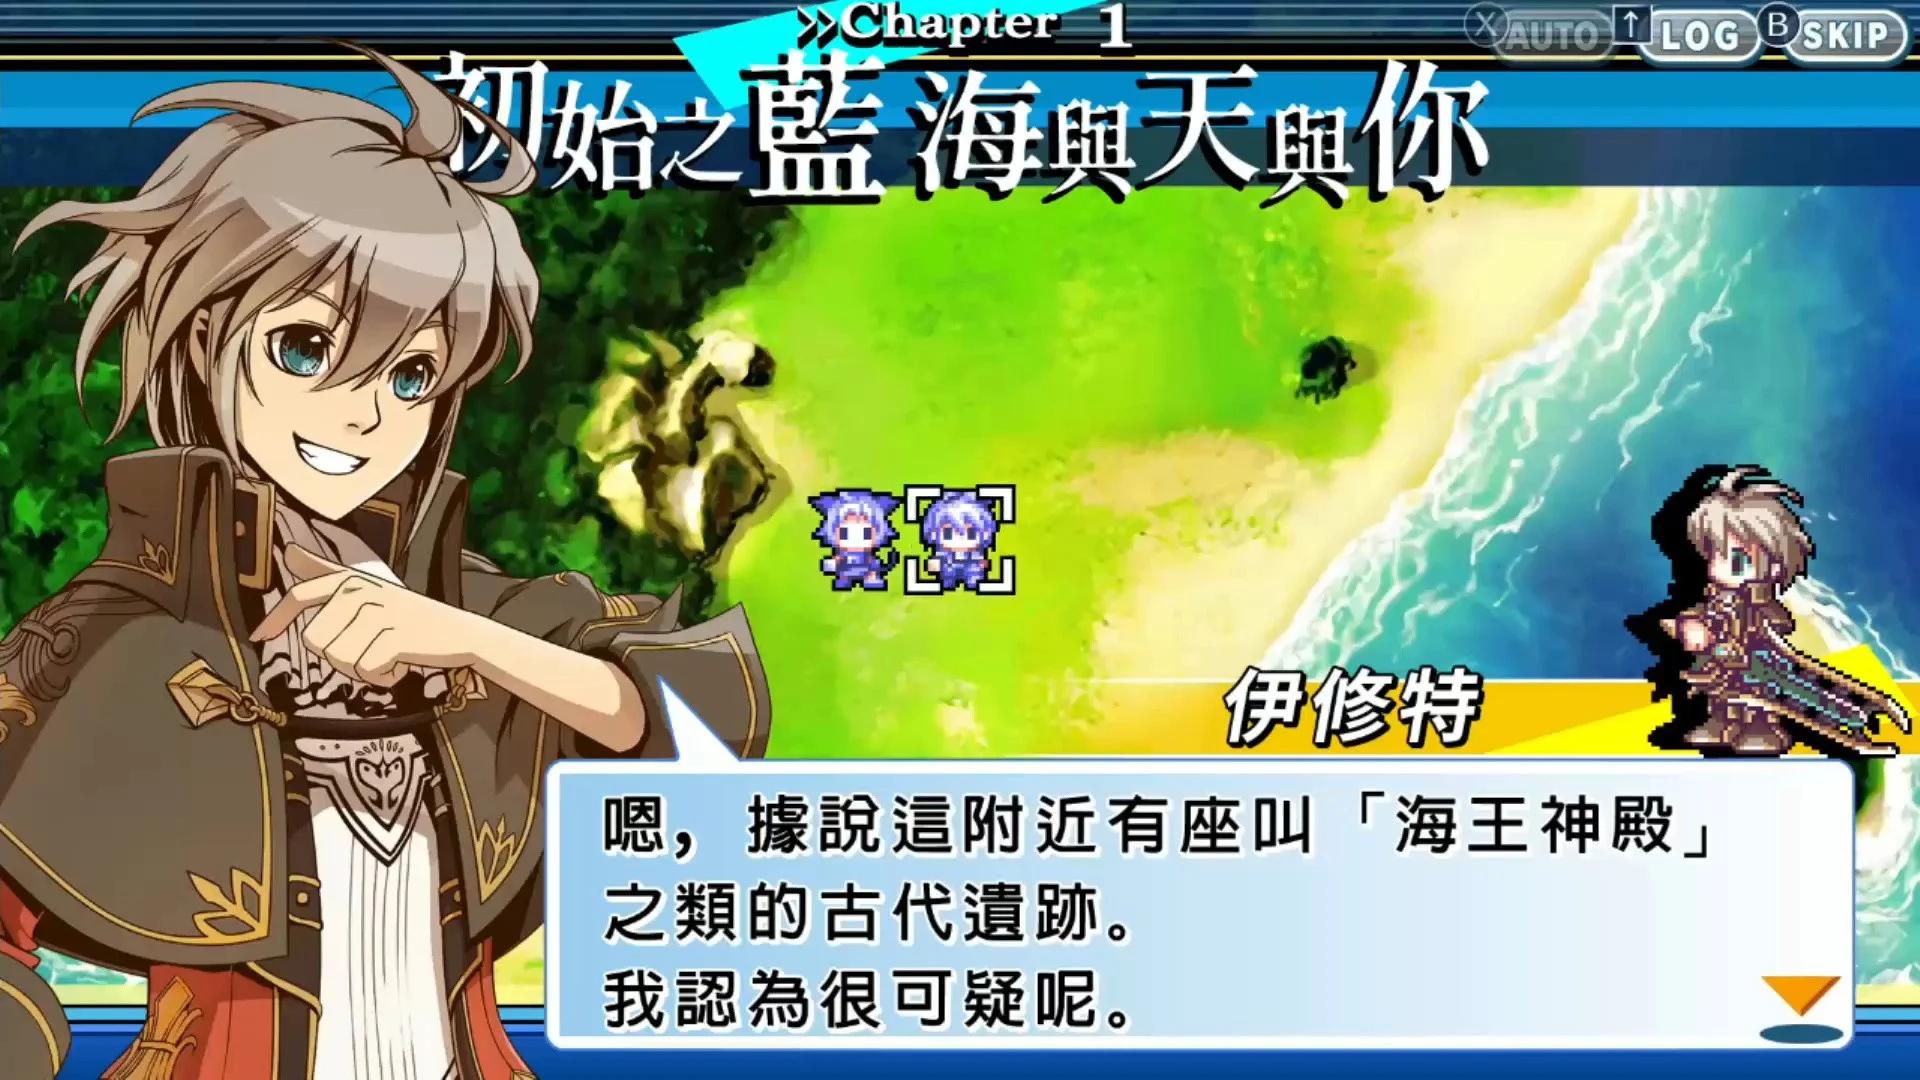 »Chapter 1
初始之藍 海與天與你
X AUTO ↑ LOG B SKIP
伊修特
嗯，據說這附近有座叫「海王神殿」
之類的古代遺跡。
我認為很可疑呢。